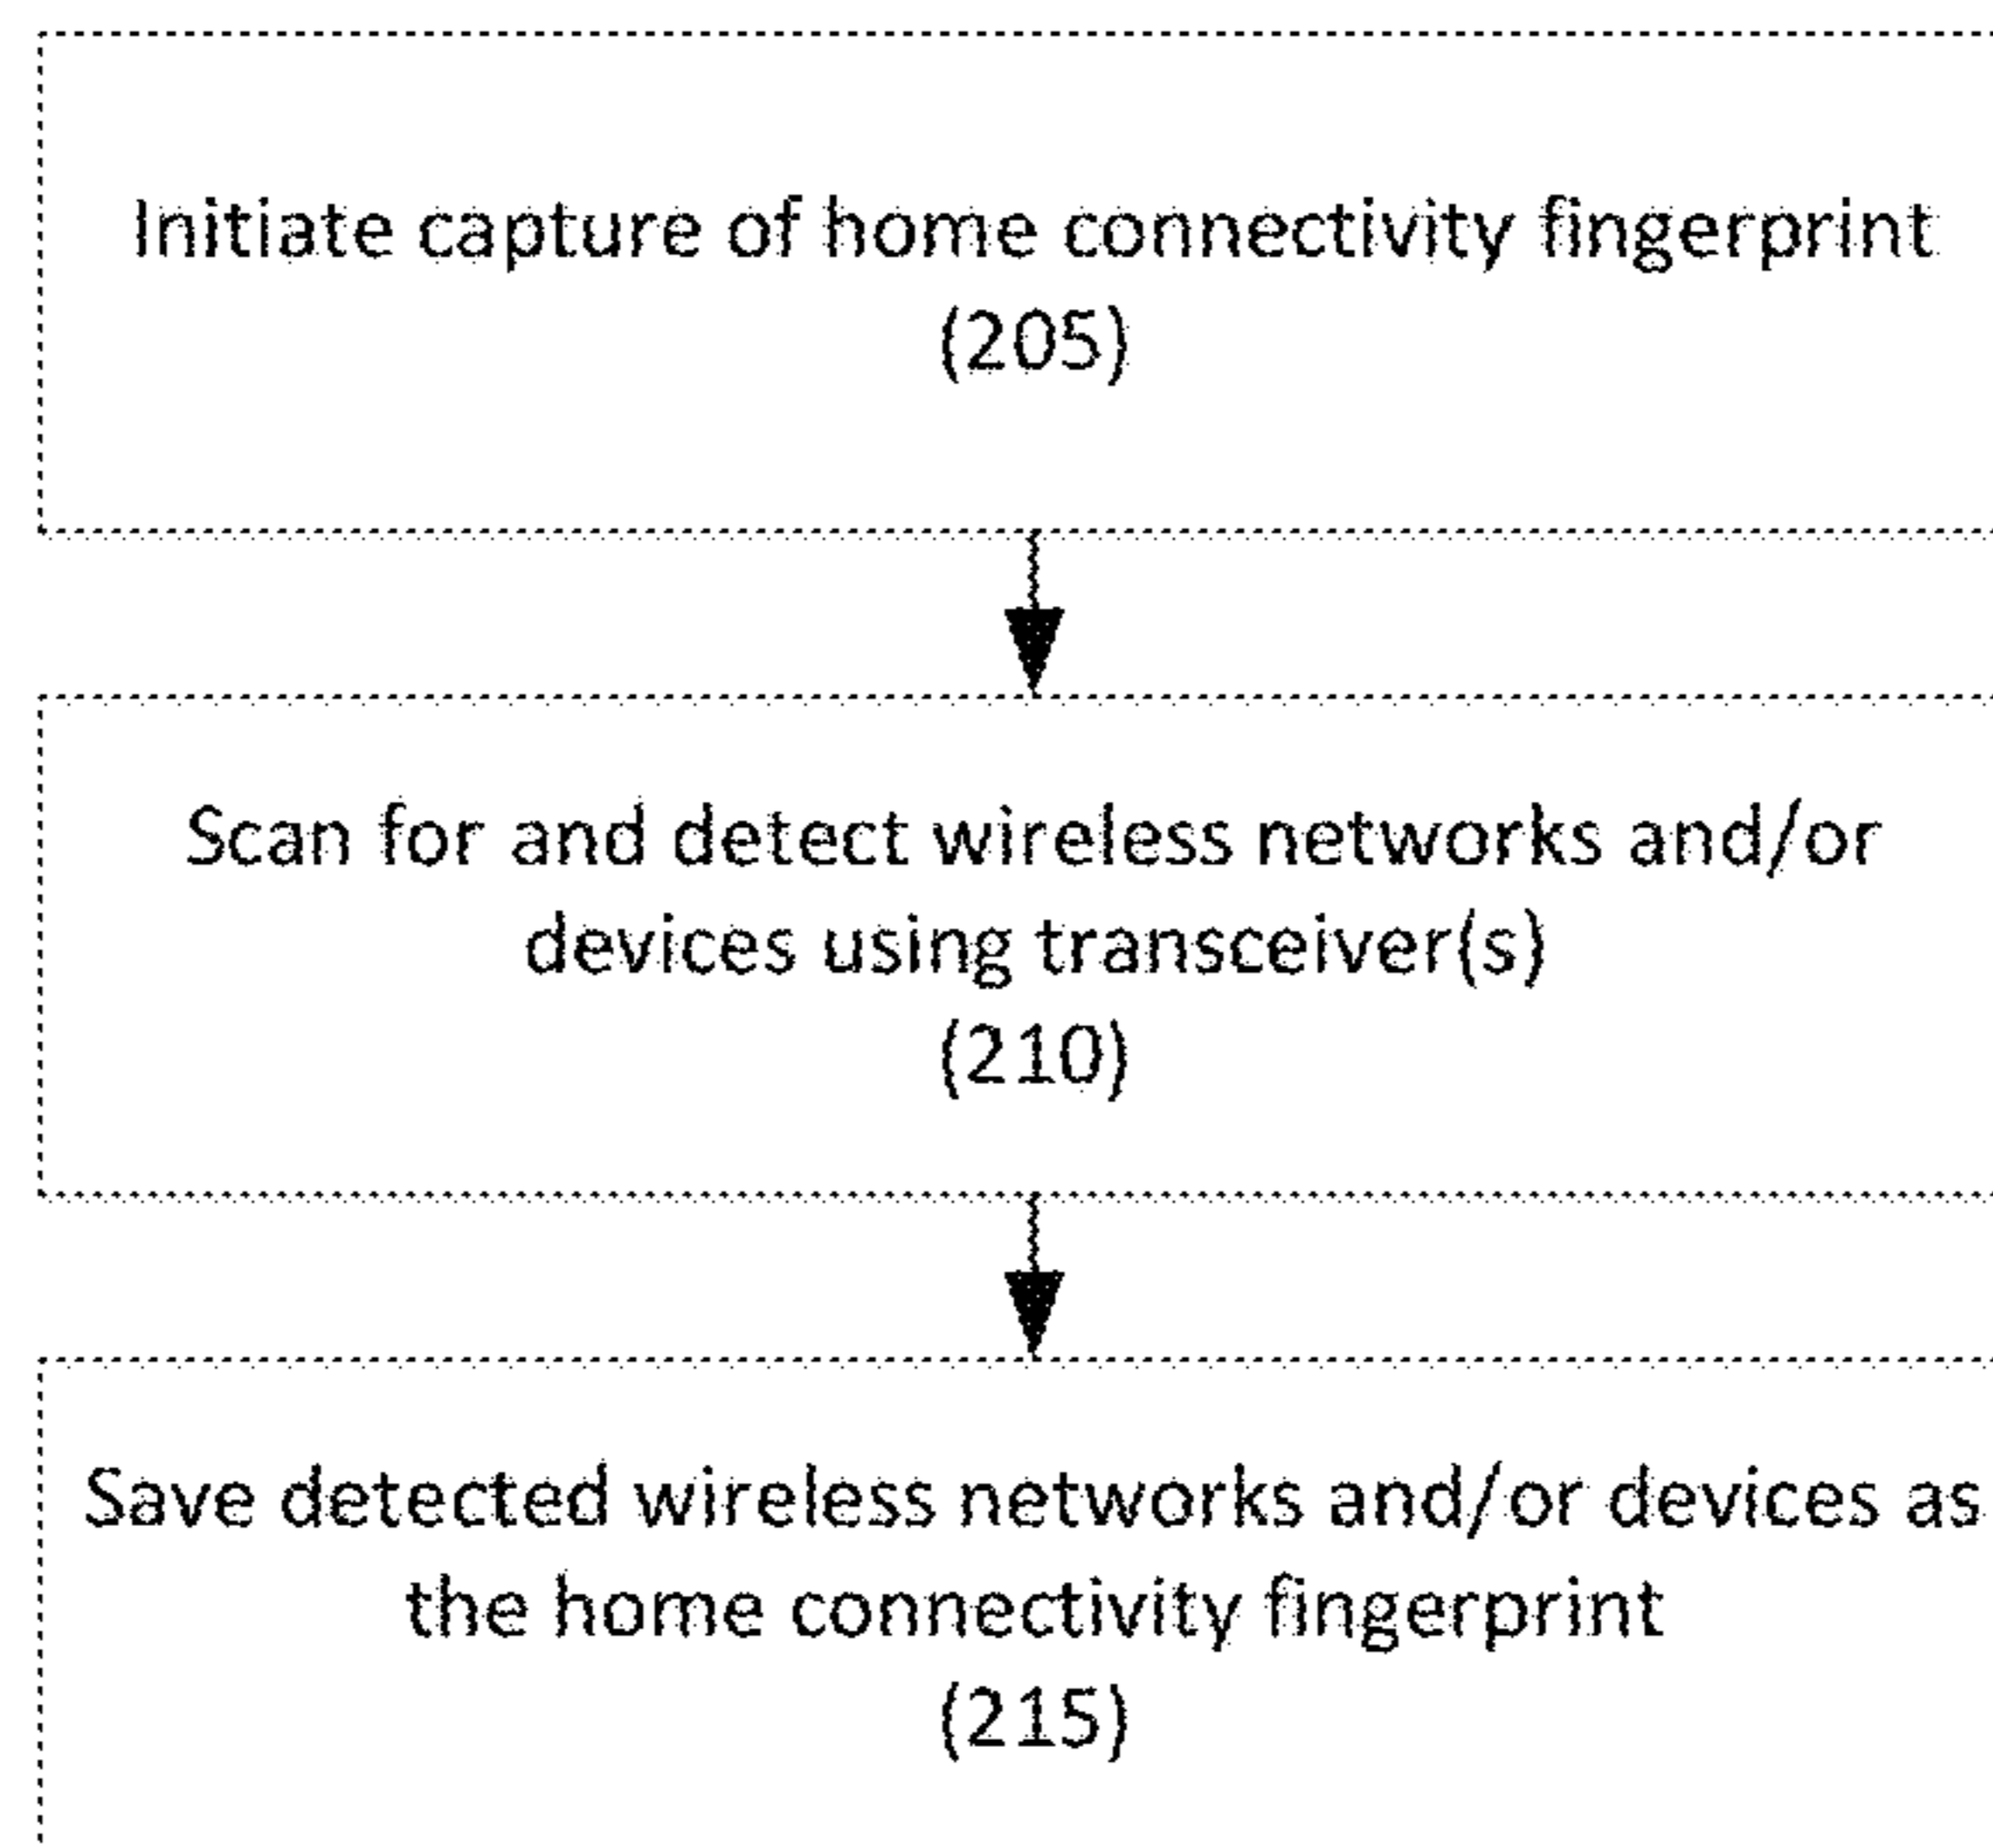 Initiate capture of home connectivity fingerprint
(205)
Scan for and detect wireless networks and/or
devices using transceiver(s)
(210)
Save detected wireless networks and/or devices as
the home connectivity fingerprint
(215)